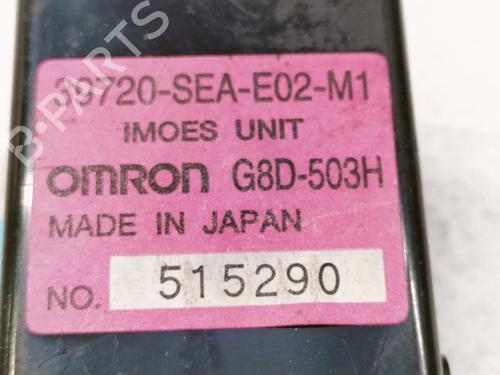 39720-SEA-E02-M1
IMOES UNIT
OMRON G8D-503H
MADE IN JAPAN
NO. 515290
B-PARTS